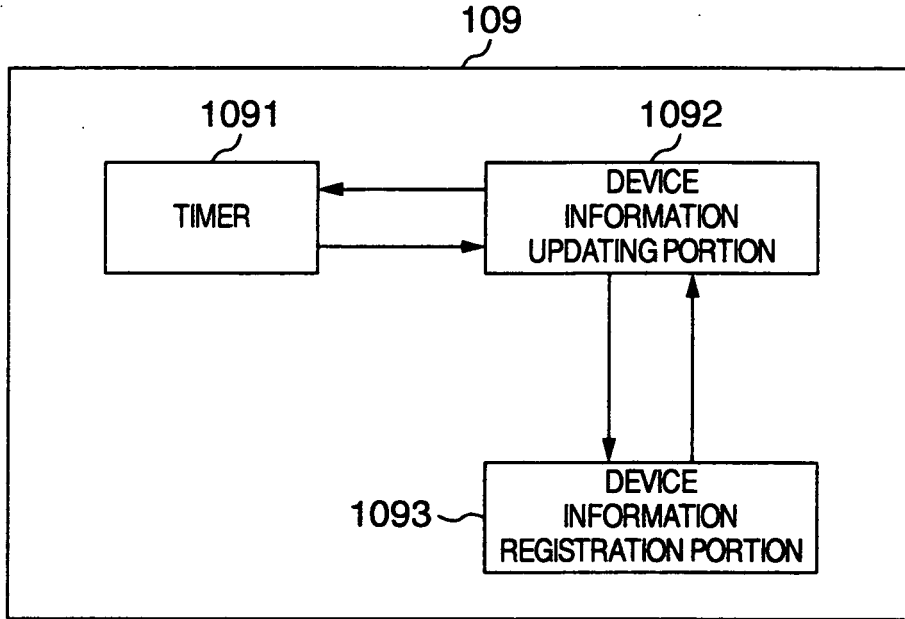 109
1091
1092
TIMER
DEVICE
INFORMATION
UPDATING PORTION
1093
DEVICE
INFORMATION
REGISTRATION PORTION